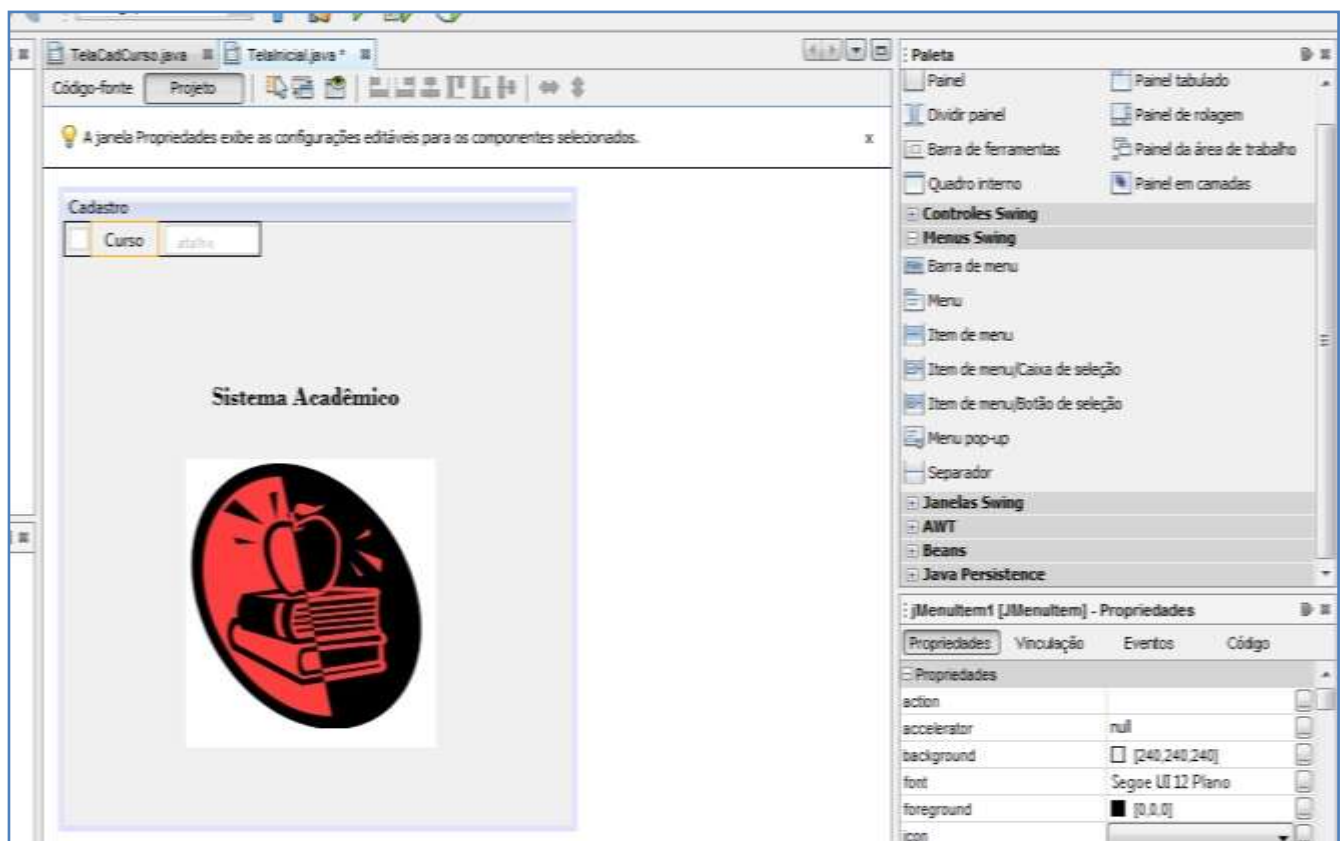 TelaCadCurso.java
TelaInicial.java *
Código-fonte Projeto
A janela Propriedades exibe as configurações editáveis para os componentes selecionados. x
Cadastro
Curso atalho
Sistema Acadêmico
Paleta
Painel Painel tabulado
Dividir painel Painel de rolagem
Barra de ferramentas Painel da área de trabalho
Quadro interno Painel em camadas
Controles Swing
Menus Swing
Barra de menu
Menu
Item de menu
Item de menu/Caixa de seleção
Item de menu/Botão de seleção
Menu pop-up
Separador
Janelas Swing
AWT
Beans
Java Persistence
jMenuItem1 [JMenuItem] - Propriedades
Propriedades Vinculação Eventos Código
Propriedades
action
accelerator null
background [240,240,240]
font Segoe UI 12 Plano
foreground [0,0,0]
icon